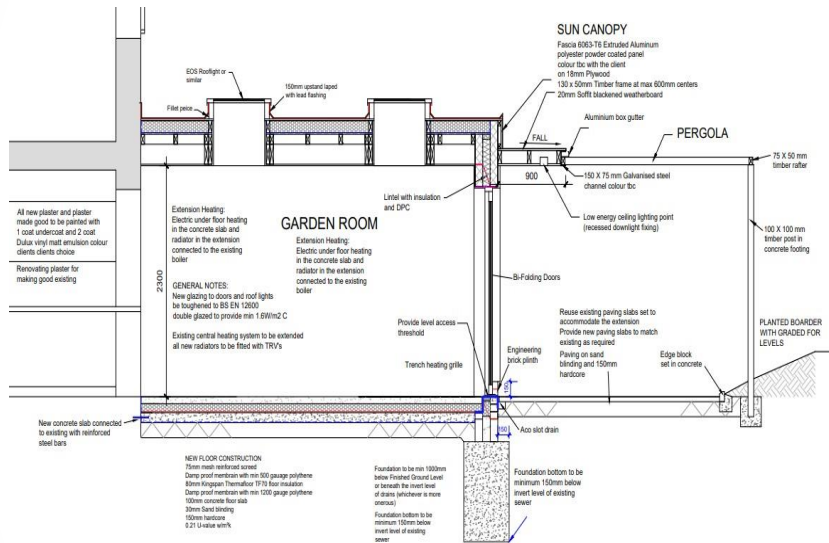 SUN CANOPY
Fascia 6063-T6 Extruded Aluminum
polyester powder coated panel
colour tbc with the client
on 18mm Plywood
130 x 50mm Timber frame at max 600mm centers
20mm Soffit blackened weatherboard
EOS Rooflight or
similar
150mm upstand laped
with lead flashing
Fillet peice
FALL
Aluminium box gutter
PERGOLA
75 X 50 mm
timber rafter
900
150 X 75 mm Galvanised steel
channel colour tbc
Lintel with insulation
and DPC
Low energy ceiling lighting point
(recessed downlight fixing)
100 X 100 mm
timber post in
concrete footing
All new plaster and plaster
made good to be painted with
1 coat undercoat and 2 coat
Dulux vinyl matt emulsion colour
clients clients choice
Renovating plaster for
making good existing
Extension Heating:
Electric under floor heating
in the concrete slab and
radiator in the extension
connected to the existing
boiler
GARDEN ROOM
Extension Heating:
Electric under floor heating
in the concrete slab and
radiator in the extension
connected to the existing
boiler
2300
GENERAL NOTES:
New glazing to doors and roof lights
be toughened to BS EN 12600
double glazed to provide min 1.6W/m2 C
Existing central heating system to be extended
all new radiators to be fitted with TRV's
Bi-Folding Doors
Provide level access
threshold
Trench heating grille
Engineering
brick plinth
Reuse existing paving slabs set to
accommodate the extension
Provide new paving slabs to match
existing as required
Paving on sand
blinding and 150mm
hardcore
Edge block
set in concrete
PLANTED BOARDER
WITH GRADED FOR
LEVELS
150
New concrete slab connected
to existing with reinforced
steel bars
150
Aco slot drain
NEW FLOOR CONSTRUCTION
75mm mesh reinforced screed
Damp proof membrain with min 500 gauage polythene
80mm Kingspan Thermafloor TF70 floor insulation
Damp proof membrain with min 1200 gauge polythene
100mm concrete floor slab
30mm Sand blinding
150mm hardcore
0.21 U-value w/m²k
Foundation to be min 1000mm
below Finished Ground Level
or beneath the invert level
of drains (whichever is more
onerous)
Foundation bottom to be
minimum 150mm below
invert level of existing
sewer
Foundation bottom to be
minimum 150mm below
invert level of existing
sewer